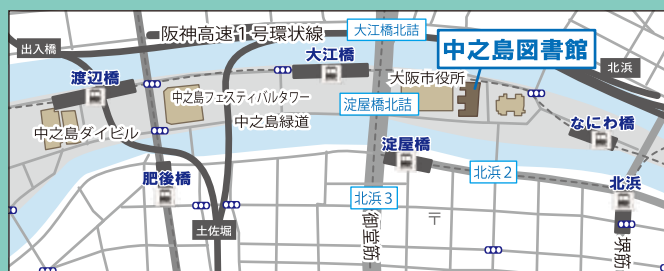 阪神高速1号環状線
大江橋北詰
中之島図書館
出入橋
大江橋
北浜
渡辺橋
大阪市役所
中之島フェスティバルタワー
淀屋橋北詰
中之島ダイビル
中之島緑道
なにわ橋
淀屋橋
肥後橋
北浜2
北浜
北浜3
〒
土佐堀
御堂筋
堺筋